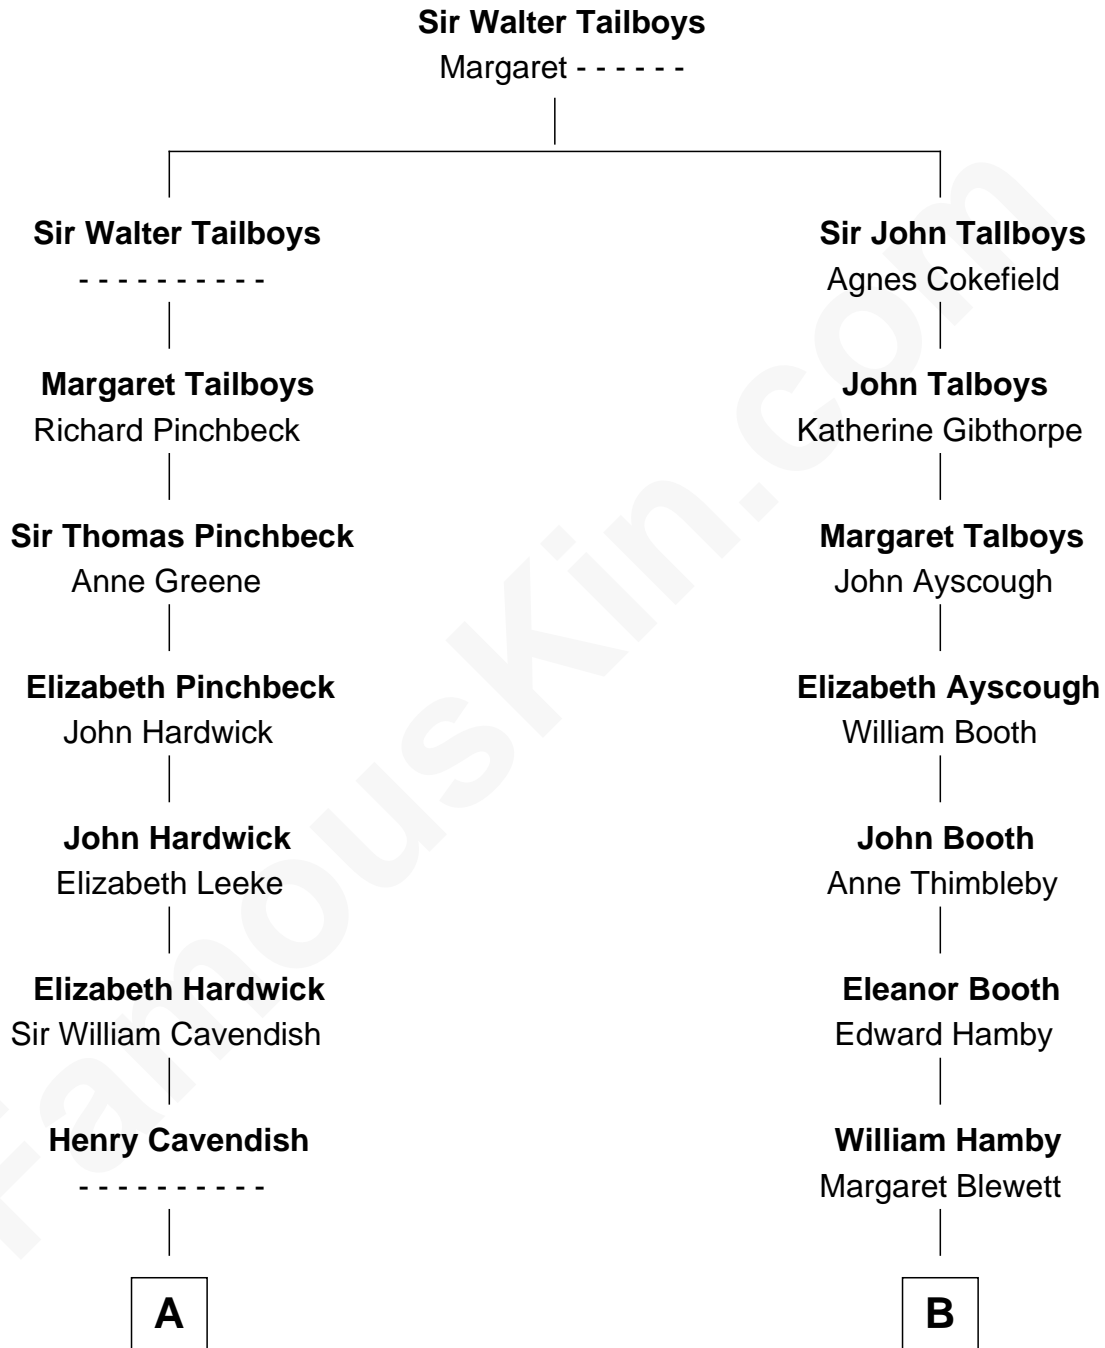 Sir Walter Tailboys
Margaret - - - - - -
Sir Walter Tailboys
- - - - - - - - - -
Sir John Tallboys
Agnes Cokefield
Margaret Tailboys
Richard Pinchbeck
John Talboys
Katherine Gibthorpe
Sir Thomas Pinchbeck
Anne Greene
Margaret Talboys
John Ayscough
Elizabeth Pinchbeck
John Hardwick
Elizabeth Ayscough
William Booth
John Hardwick
Elizabeth Leeke
John Booth
Anne Thimbleby
Elizabeth Hardwick
Sir William Cavendish
Eleanor Booth
Edward Hamby
Henry Cavendish
- - - - - - - - - -
William Hamby
Margaret Blewett
A
B
FamousKin.com